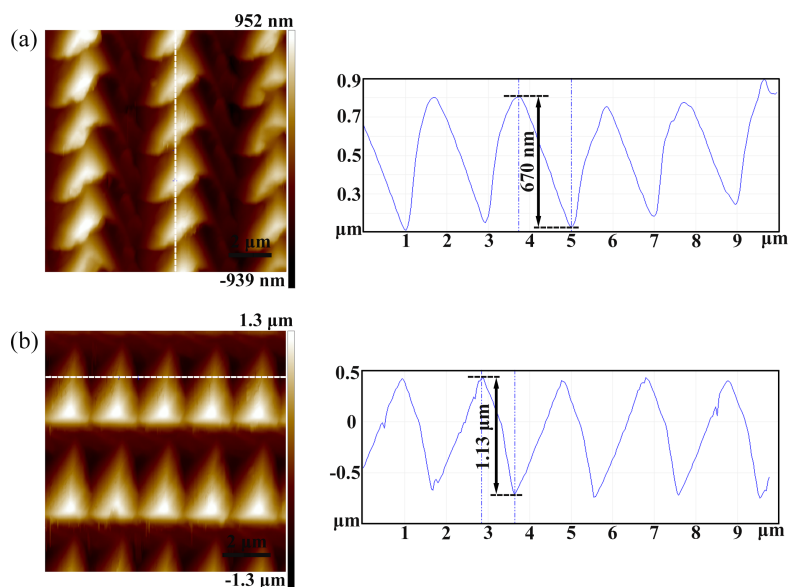 952 nm
(a)
2 µm
-939 nm
0.9
0.7
0.5
0.3
µm
670 nm
1 2 3 4 5 6 7 8 9 µm
1.3 µm
(b)
2 µm
-1.3 µm
0.5
0
-0.5
µm
1.13 µm
1 2 3 4 5 6 7 8 9 µm